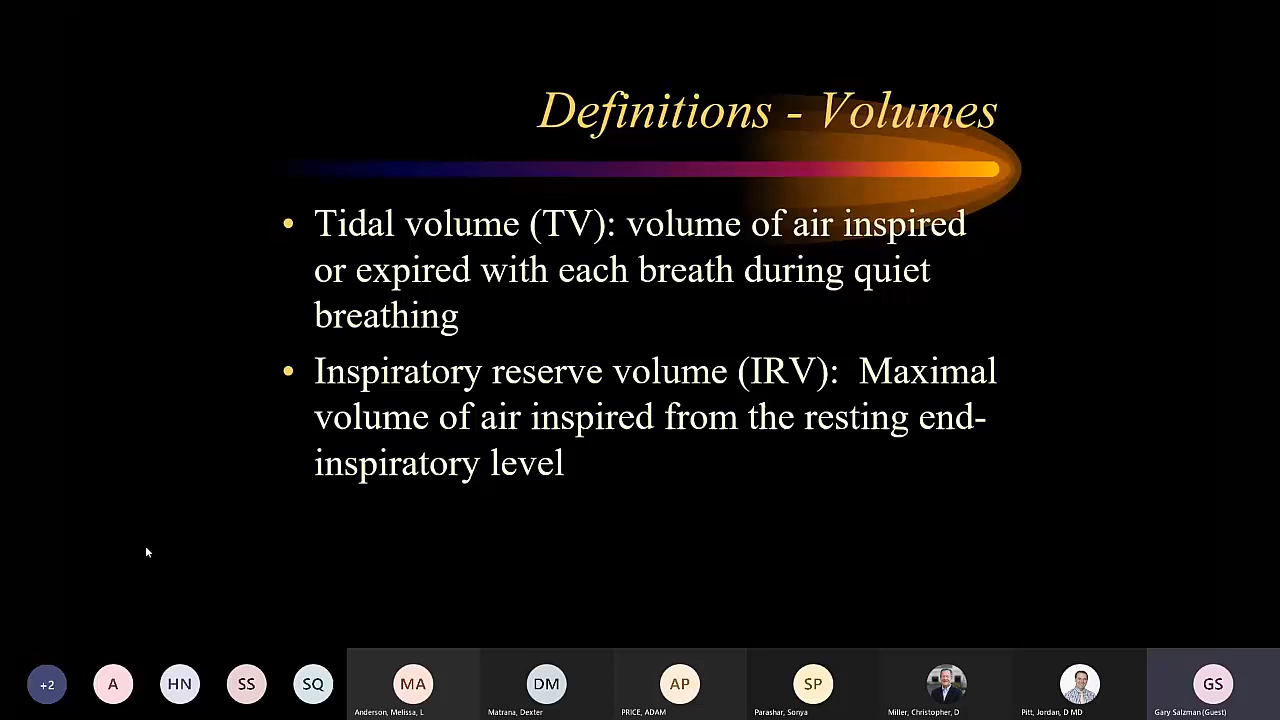 Definitions - Volumes
• Tidal volume (TV): volume of air inspired
or expired with each breath during quiet
breathing
• Inspiratory reserve volume (IRV):  Maximal
volume of air inspired from the resting end-
inspiratory level
+2
A
HN
SS
SQ
MA
DM
AP
SP
GS
Anderson, Melissa, L
Matrana, Dexter
PRICE, ADAM
Parashar, Sonya
Miller, Christopher, D
Pitt, Jordan, D MD
Gary Salzman (Guest)